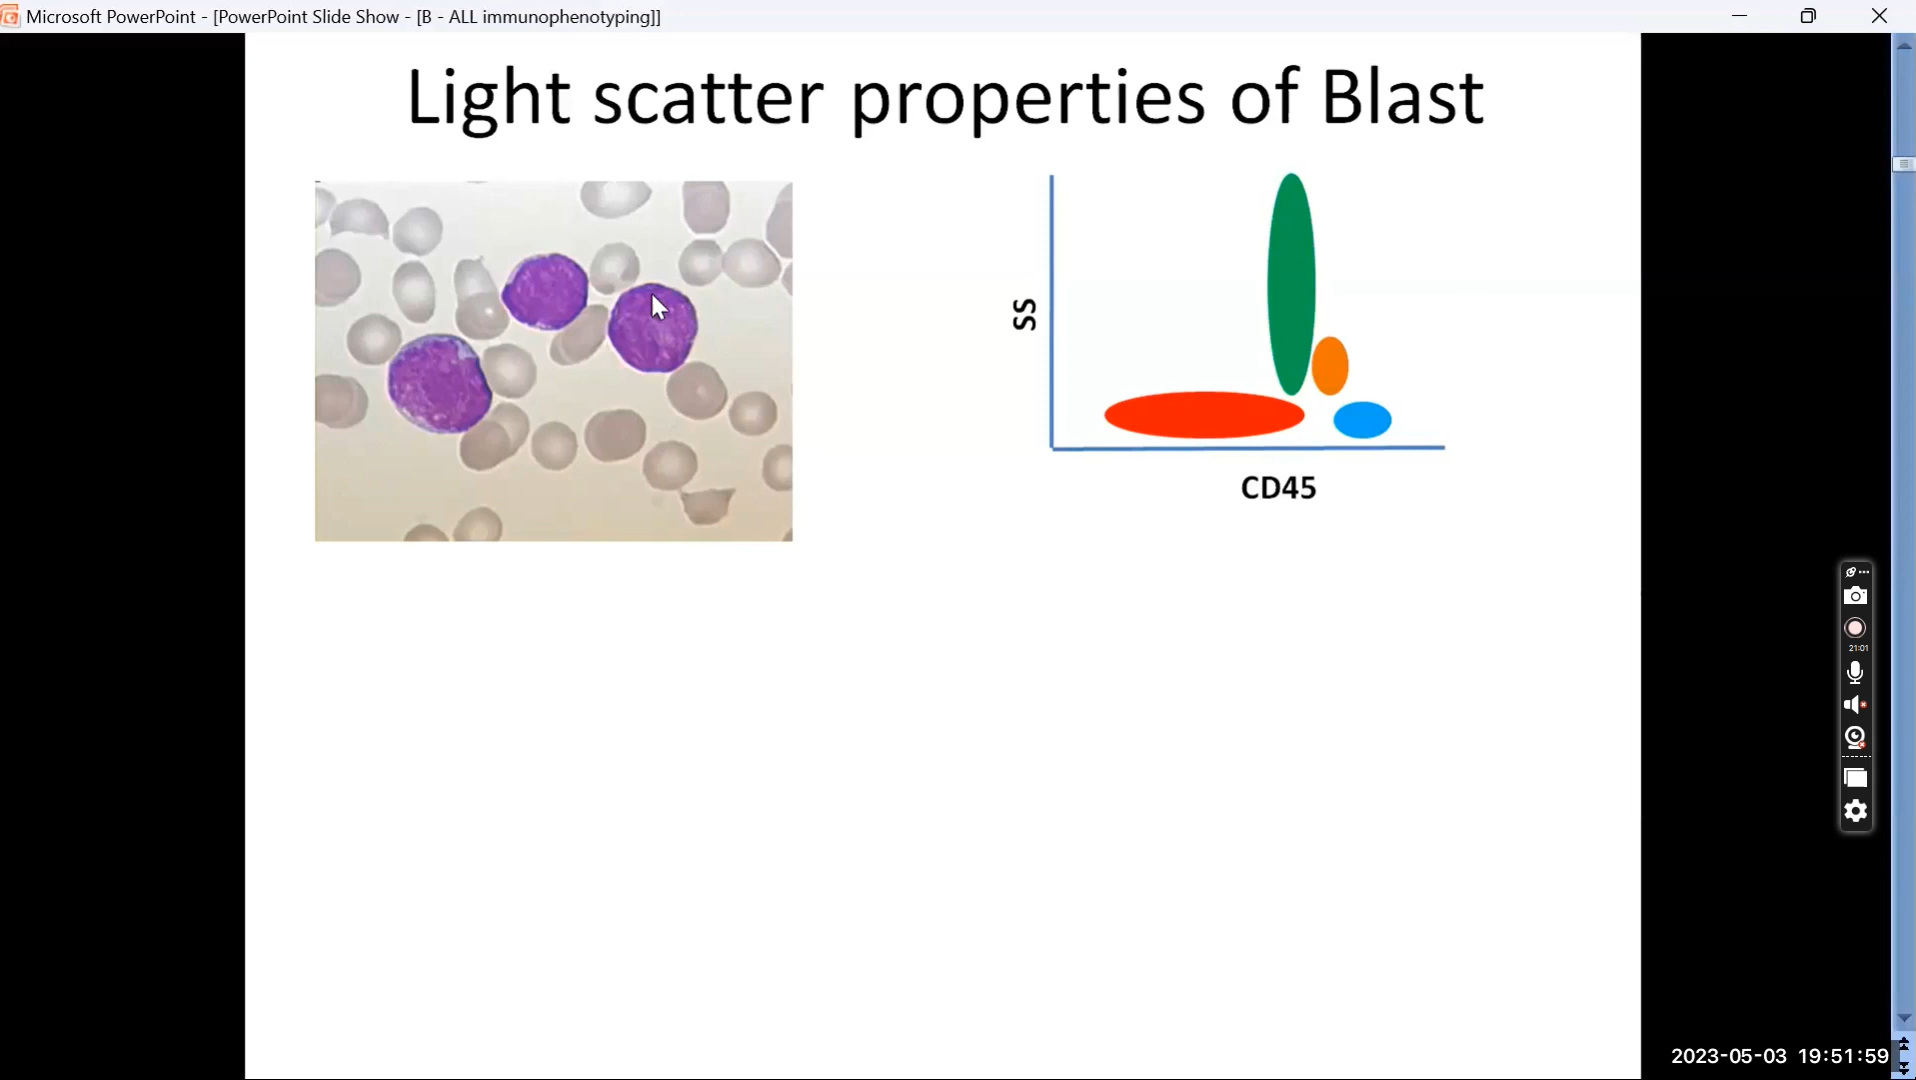 Microsoft PowerPoint - [PowerPoint Slide Show - [B - ALL immunophenotyping]]
Light scatter properties of Blast
SS
CD45
21:01
2023-05-03 19:51:59